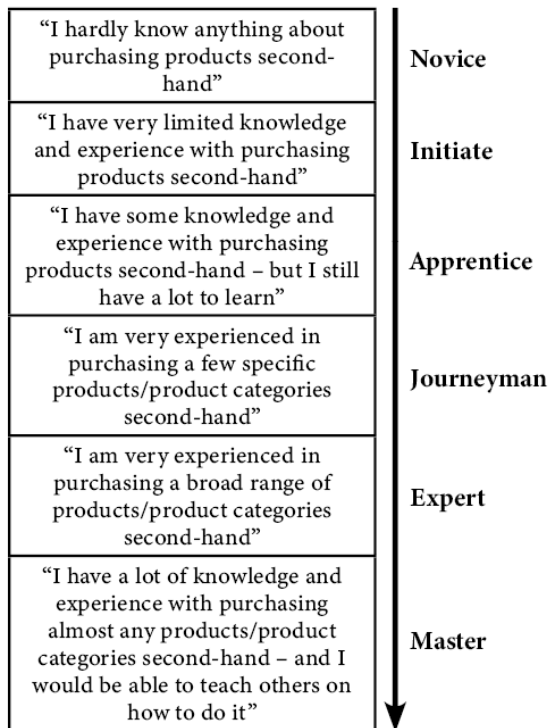 “I hardly know anything about
purchasing products second-
hand”
Novice
“I have very limited knowledge
and experience with purchasing
products second-hand”
Initiate
“I have some knowledge and
experience with purchasing
products second-hand – but I still
have a lot to learn”
Apprentice
“I am very experienced in
purchasing a few specific
products/product categories
second-hand”
Journeyman
“I am very experienced in
purchasing a broad range of
products/product categories
second-hand”
Expert
“I have a lot of knowledge and
experience with purchasing
almost any products/product
categories second-hand – and I
would be able to teach others on
how to do it”
Master